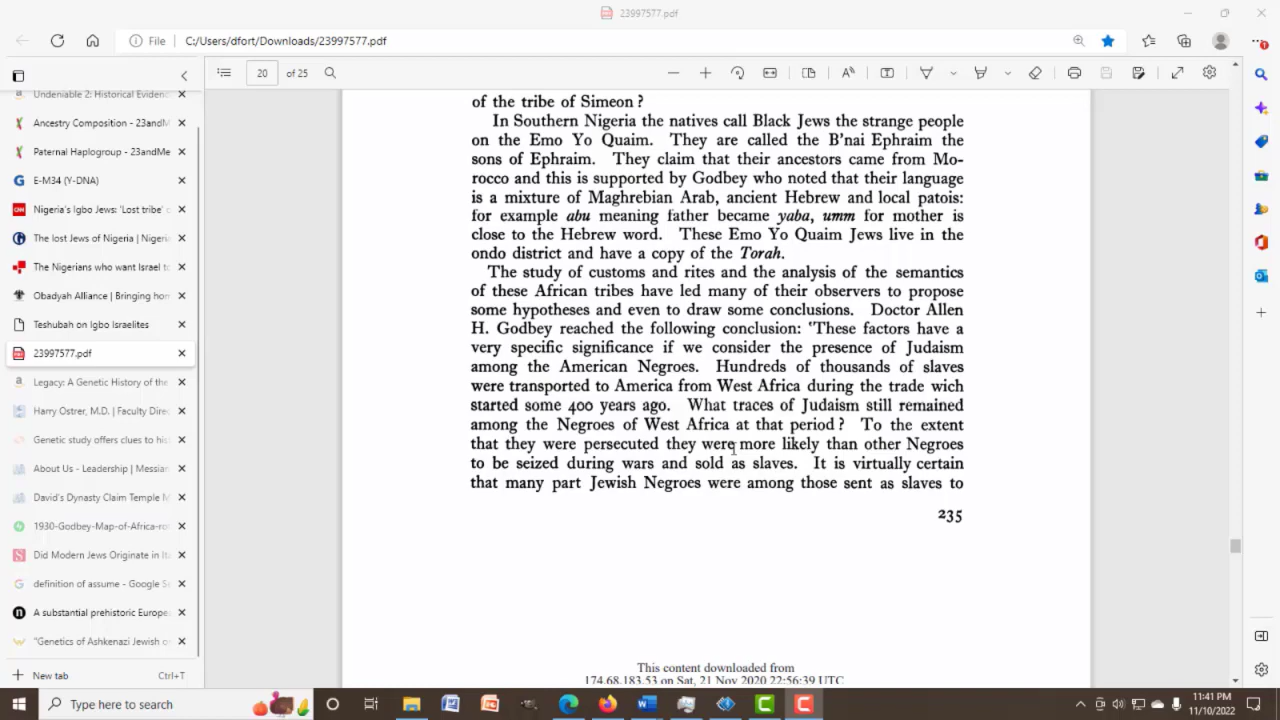 23997577.pdf
File
C:/Users/dfort/Downloads/23997577.pdf
20
of 25
Undeniable 2: Historical Eviden
Ancestry Composition - 23andM
Paternal Haplogroup - 23andMe
E-M34 (Y-DNA)
Nigeria's Igbo Jews: 'Lost tribe'
The lost Jews of Nigeria | Nigeri
The Nigerians who want Israel to
Obadyah Alliance | Bringing hom
Teshubah on Igbo Israelites
23997577.pdf
Legacy: A Genetic History of the
Harry Ostrer, M.D. | Faculty Dire
Genetic study offers clues to his
About Us - Leadership | Messian
David's Dynasty Claim Temple M
1930-Godbey-Map-of-Africa-ro
Did Modern Jews Originate in It
definition of assume - Google S
A substantial prehistoric Europe
"Genetics of Ashkenazi Jewish o
New tab
Ctrl+T
of the tribe of Simeon ?
In Southern Nigeria the natives call Black Jews the strange people
on the Emo Yo Quaim. They are called the B'nai Ephraim the
sons of Ephraim. They claim that their ancestors came from Mo-
rocco and this is supported by Godbey who noted that their language
is a mixture of Maghrebian Arab, ancient Hebrew and local patois:
for example abu meaning father became yaba, umm for mother is
close to the Hebrew word. These Emo Yo Quaim Jews live in the
ondo district and have a copy of the Torah.
The study of customs and rites and the analysis of the semantics
of these African tribes have led many of their observers to propose
some hypotheses and even to draw some conclusions. Doctor Allen
H. Godbey reached the following conclusion: 'These factors have a
very specific significance if we consider the presence of Judaism
among the American Negroes. Hundreds of thousands of slaves
were transported to America from West Africa during the trade wich
started some 400 years ago. What traces of Judaism still remained
among the Negroes of West Africa at that period ? To the extent
that they were persecuted they were more likely than other Negroes
to be seized during wars and sold as slaves. It is virtually certain
that many part Jewish Negroes were among those sent as slaves to
235
This content downloaded from
174.68.183.53 on Sat, 21 Nov 2020 22:56:39 UTC
Type here to search
11:41 PM
11/10/2022